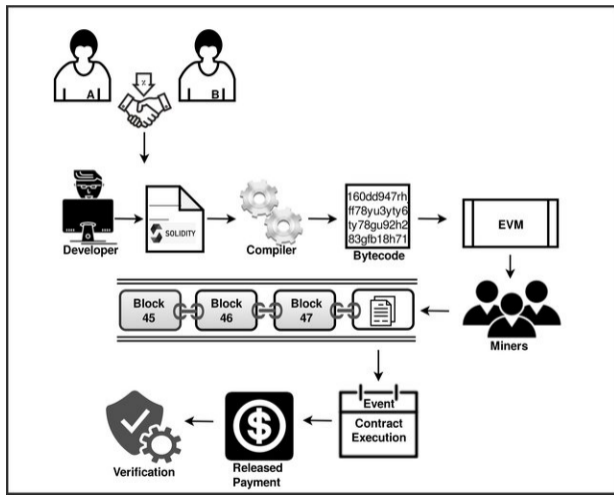 A
X
B
SOLIDITY
160dd947rh
ff78yu3yty6
ty78gu92h2
83gfb18h71
EVM
Developer
Compiler
Bytecode
Block
45
Block
46
Block
47
Miners
Event
Contract
Execution
Verification
Released
Payment